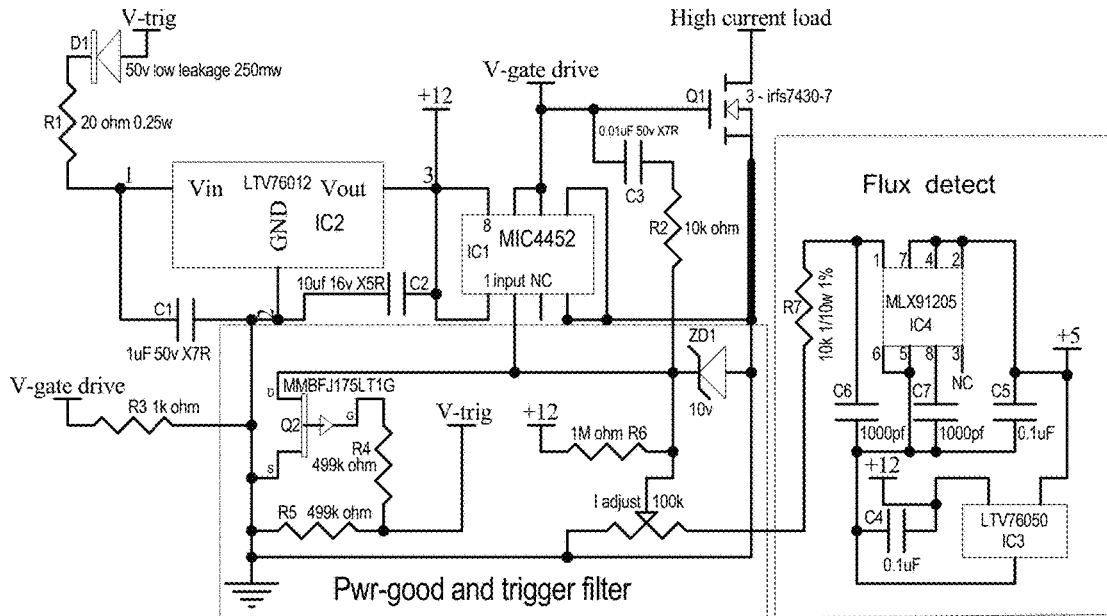 V-trig
High current load
D1
50v low leakage 250mw
V-gate drive
+12
Q1
3 - irfs7430-7
R1
20 ohm 0.25w
0.01uF 50v X7R
C3
1
Vin
LTV76012
Vout
3
GND
IC2
8
IC1
MIC4452
1 input NC
R2
10k ohm
Flux detect
1
7
4
2
MLX91205
IC4
6
5
8
3
NC
R7
10k 1/10w 1%
+5
10uf 16v X5R
C2
C1
2
1uF 50v X7R
ZD1
10v
C6
1000pf
C7
1000pf
C5
0.1uF
V-gate drive
R3 1k ohm
MMBFJ175LT1G
D
Q2
G
S
R4
499k ohm
V-trig
+12
1M ohm R6
R5 499k ohm
I adjust
100k
+12
C4
0.1uF
LTV76050
IC3
Pwr-good and trigger filter